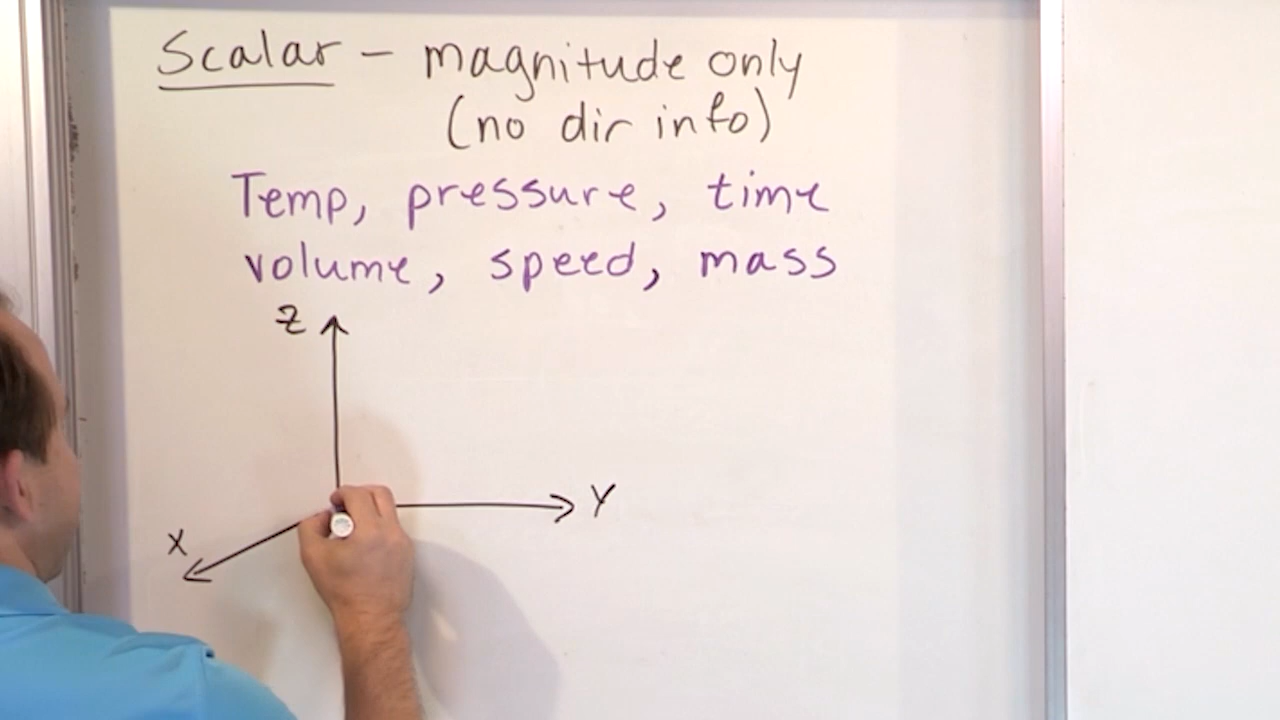 Scalar - magnitude only
(no dir info)
Temp, pressure, time
volume, speed, mass
Z
Y
X